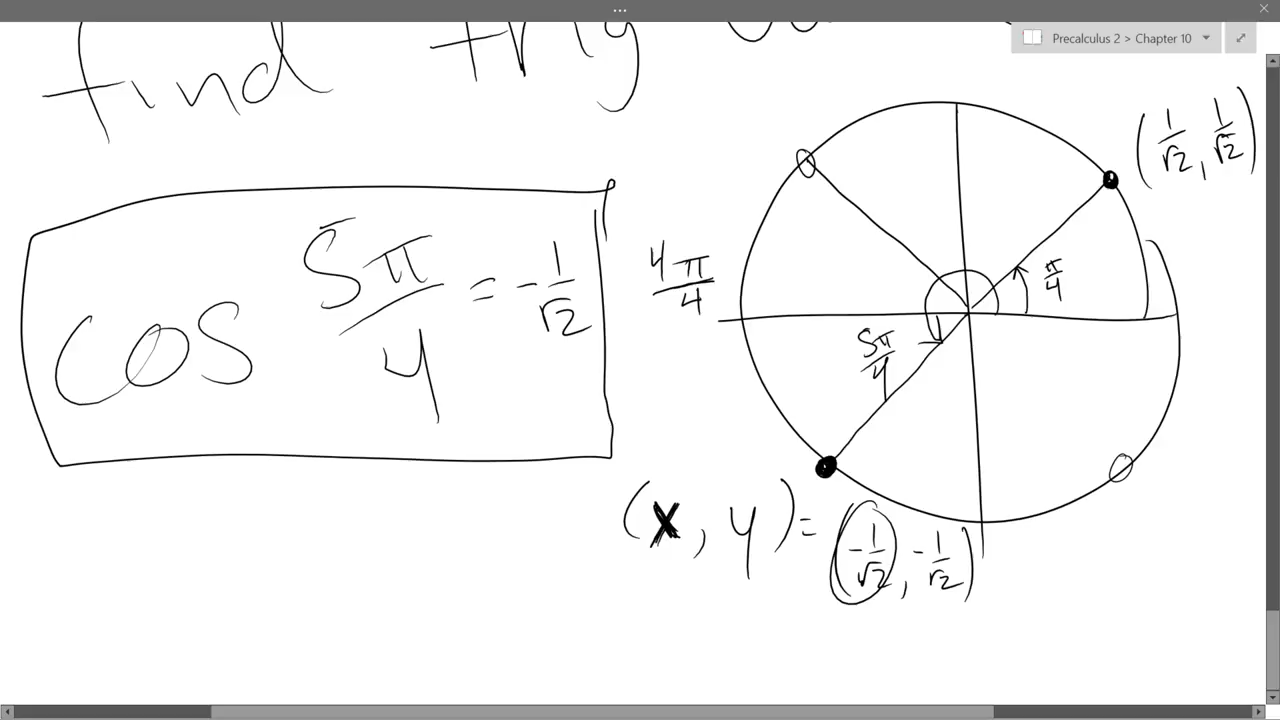 Precalculus 2 > Chapter 10
find trig
cos 5π/4 = -1/√2
(1/√2, 1/√2)
4π/4
π/4
5π/4
(x, y) = (-1/√2, -1/√2)